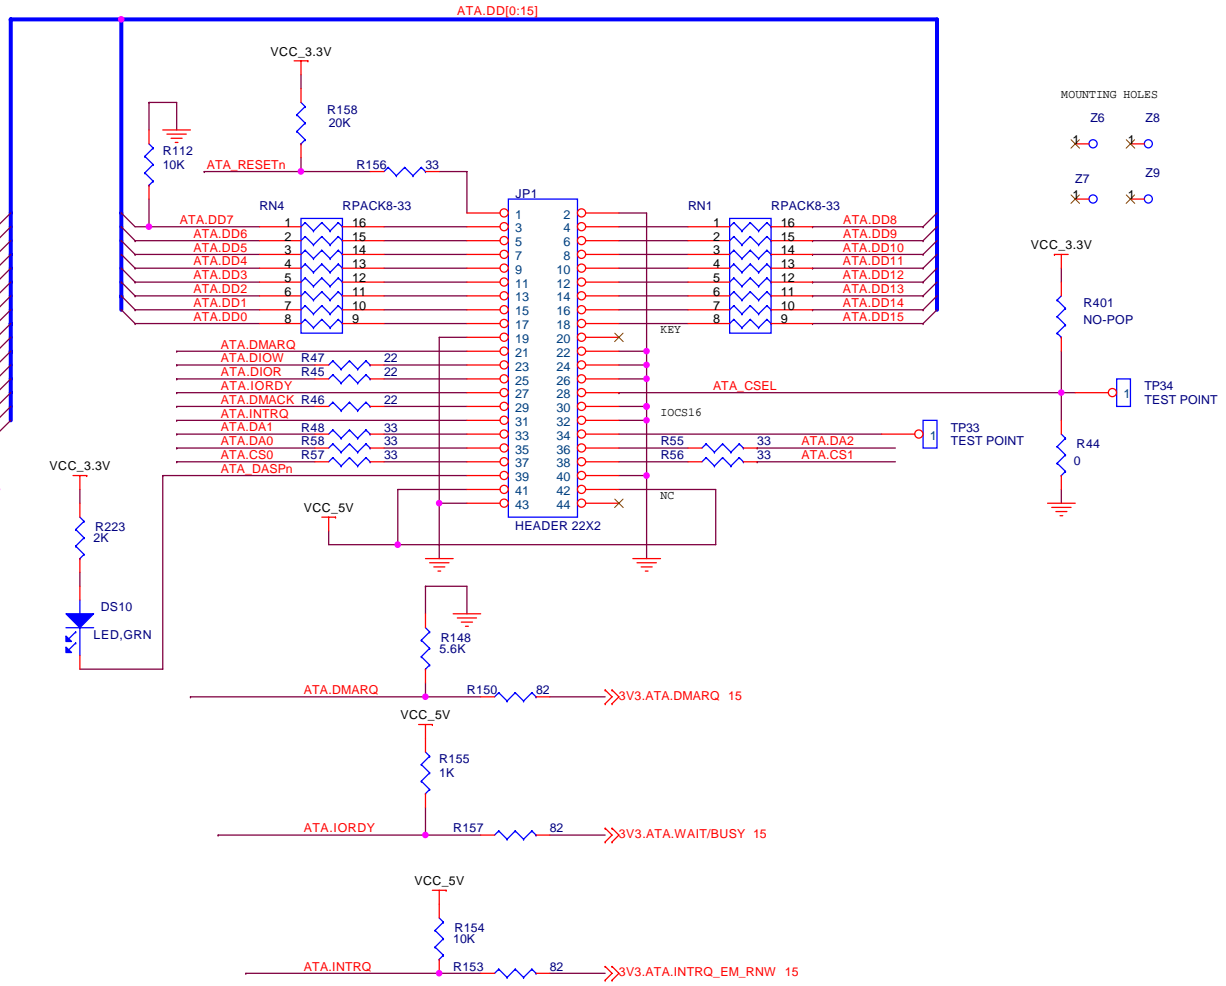 ATA.DD[0:15]
VCC_3.3V
MOUNTING HOLES
R158
20K
Z6
Z8
1
1
R112
10K
ATA_RESETn
R156
33
Z7
Z9
1
1
JP1
RN4
RPACK8-33
RN1
RPACK8-33
1
2
ATA.DD7
1
16
3
4
1
16
ATA.DD8
ATA.DD6
2
15
5
6
2
15
ATA.DD9
ATA.DD5
3
14
7
8
3
14
ATA.DD10
ATA.DD4
4
13
9
10
4
13
ATA.DD11
ATA.DD3
5
12
11
12
5
12
ATA.DD12
ATA.DD2
6
11
13
14
6
11
ATA.DD13
ATA.DD1
7
10
15
16
7
10
ATA.DD14
ATA.DD0
8
9
17
18
8
9
ATA.DD15
VCC_3.3V
R401
NO-POP
19
20
KEY
ATA.DMARQ
21
22
ATA.DIOW
R47
22
23
24
ATA.DIOR
R45
22
25
26
ATA.IORDY
27
28
ATA_CSEL
1
TP34
TEST POINT
ATA.DMACK
R46
22
29
30
IOCS16
ATA.INTRQ
31
32
ATA.DA1
R48
33
33
34
1
TP33
TEST POINT
ATA.DA0
R58
33
35
36
R55
33
ATA.DA2
ATA.CS0
R57
33
37
38
R56
33
ATA.CS1
R44
0
ATA_DASPn
39
40
41
42
NC
43
44
HEADER 22X2
VCC_3.3V
VCC_5V
R223
2K
DS10
LED,GRN
R148
5.6K
ATA.DMARQ
R150
82
3V3.ATA.DMARQ 15
VCC_5V
R155
1K
ATA.IORDY
R157
82
3V3.ATA.WAIT/BUSY 15
VCC_5V
R154
10K
ATA.INTRQ
R153
82
3V3.ATA.INTRQ_EM_RNW 15